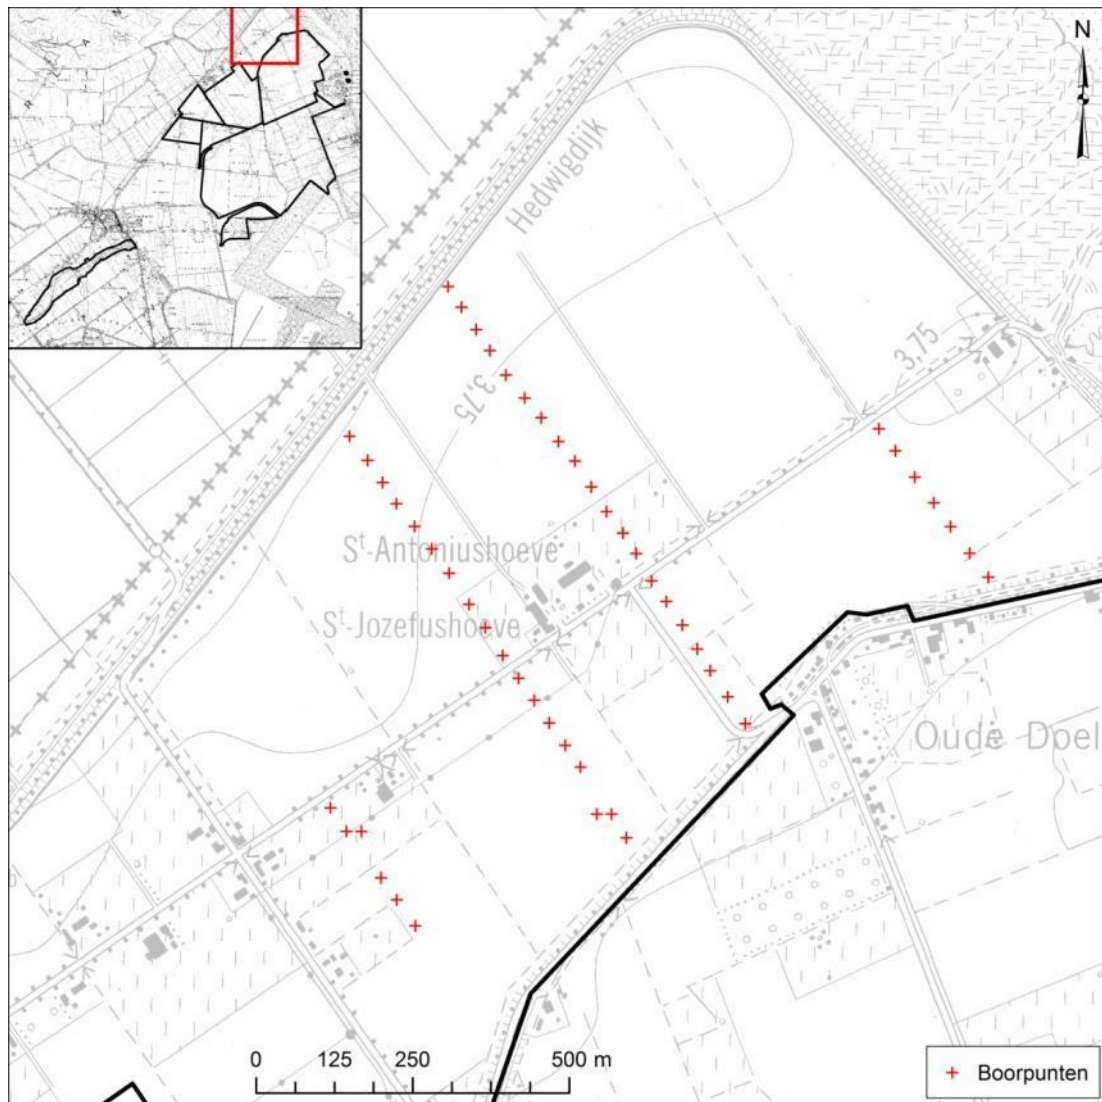 N
Hedwigdijk
3,75
3,75
Sᵗ-Antoniushoeve
Sᵗ-Jozefushoeve
Oude Doel
0 125 250 500 m
Boorpunten